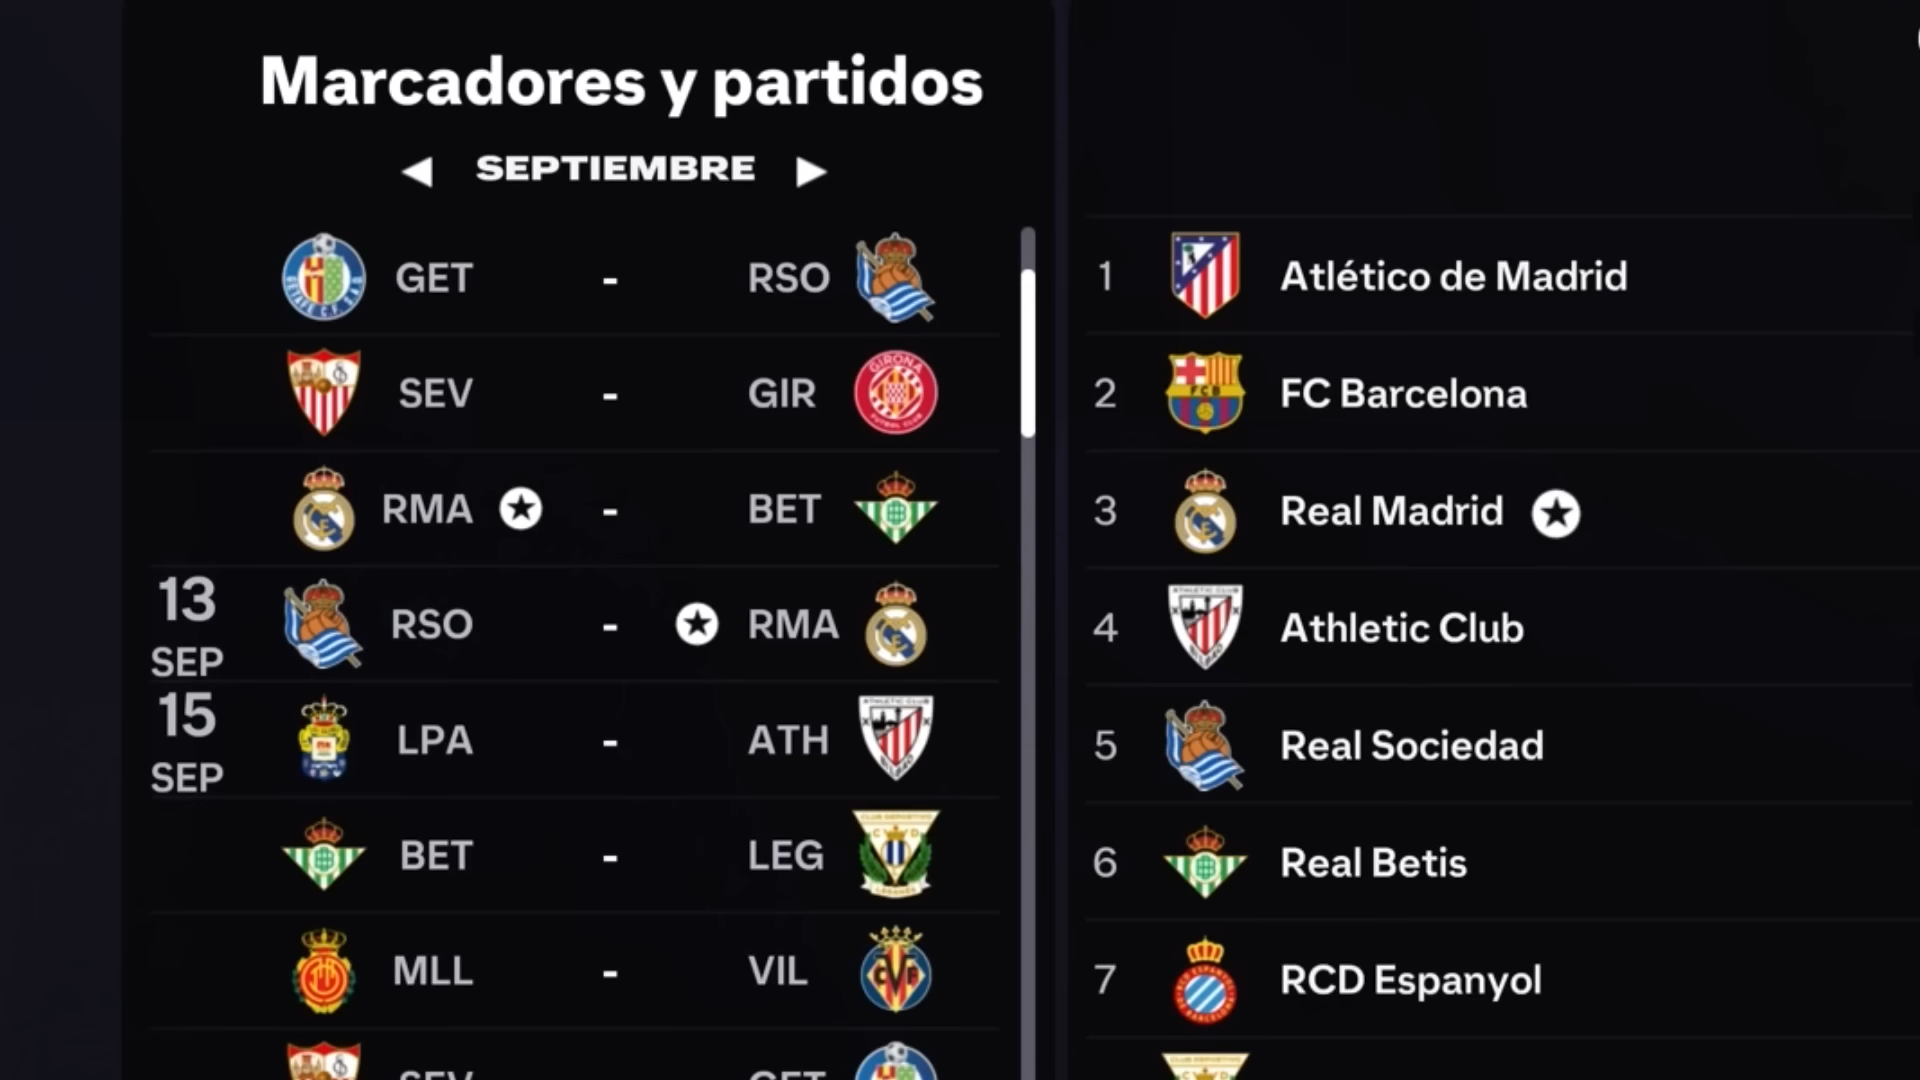 Marcadores y partidos
SEPTIEMBRE
GET - RSO
SEV - GIR
RMA - BET
13 SEP
RSO - RMA
15 SEP
LPA - ATH
BET - LEG
MLL - VIL
SEV GET
1 Atlético de Madrid
2 FC Barcelona
3 Real Madrid
4 Athletic Club
5 Real Sociedad
6 Real Betis
7 RCD Espanyol